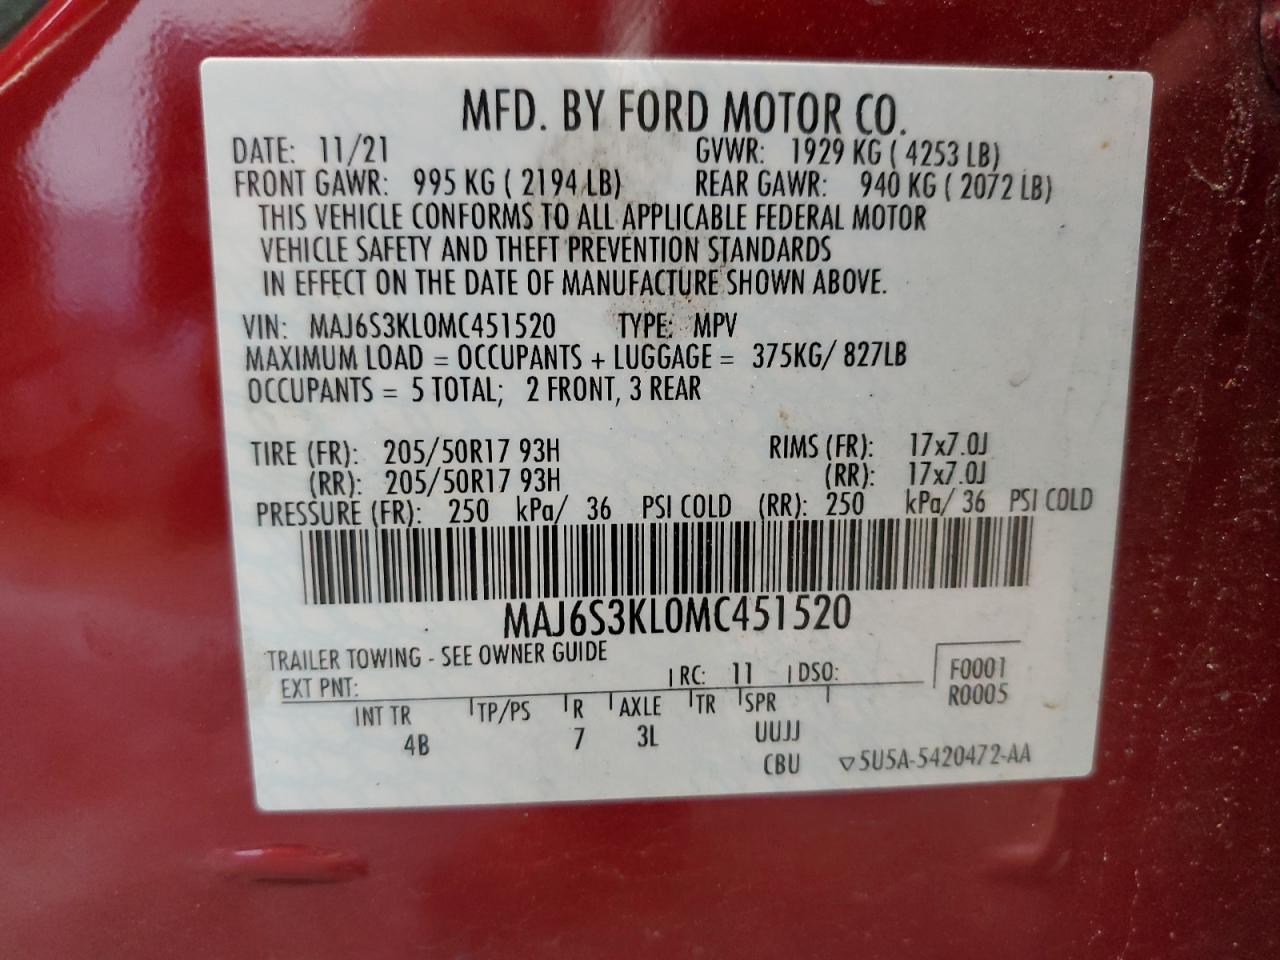 MFD. BY FORD MOTOR CO.
DATE: 11/21 GVWR: 1929 KG ( 4253 LB)
FRONT GAWR: 995 KG ( 2194 LB) REAR GAWR: 940 KG ( 2072 LB)
THIS VEHICLE CONFORMS TO ALL APPLICABLE FEDERAL MOTOR
VEHICLE SAFETY AND THEFT PREVENTION STANDARDS
IN EFFECT ON THE DATE OF MANUFACTURE SHOWN ABOVE.
VIN: MAJ6S3KL0MC451520 TYPE: MPV
MAXIMUM LOAD = OCCUPANTS + LUGGAGE = 375KG/ 827LB
OCCUPANTS = 5 TOTAL; 2 FRONT, 3 REAR
TIRE (FR): 205/50R17 93H RIMS (FR): 17x7.0J
(RR): 205/50R17 93H (RR): 17x7.0J
PRESSURE (FR): 250 kPa/ 36 PSI COLD (RR): 250 kPa/ 36 PSI COLD
MAJ6S3KL0MC451520
TRAILER TOWING - SEE OWNER GUIDE
EXT PNT: RC: 11 DSO: F0001
R0005
INT TR TP/PS R AXLE TR SPR
4B 7 3L UUJJ
CBU ▽5U5A-5420472-AA